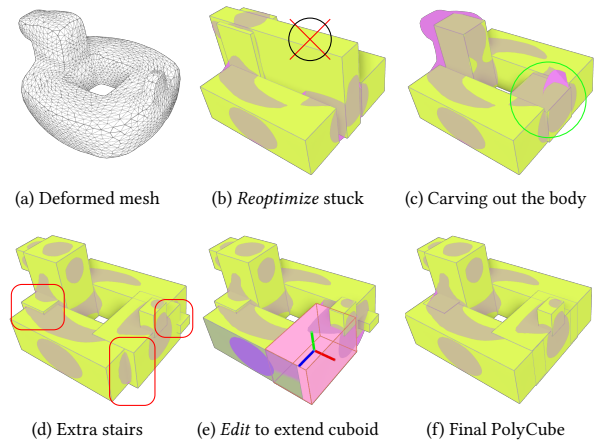 (a) Deformed mesh
(b) Reoptimize stuck
(c) Carving out the body
(d) Extra stairs
(e) Edit to extend cuboid
(f) Final PolyCube